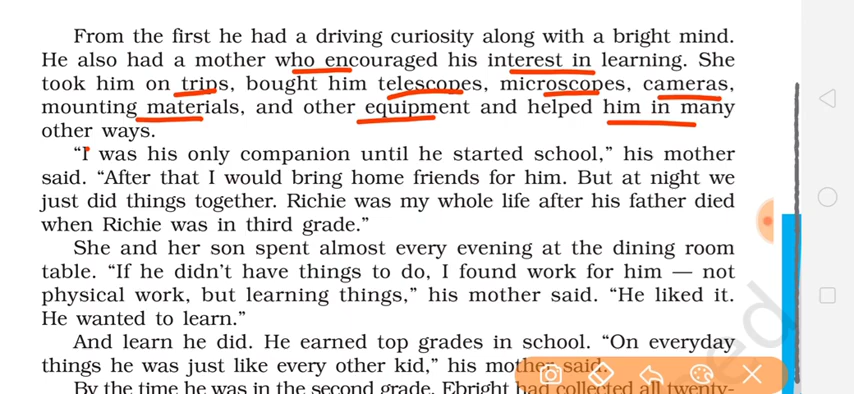 From the first he had a driving curiosity along with a bright mind.
He also had a mother who encouraged his interest in learning. She
took him on trips, bought him telescopes, microscopes, cameras,
mounting materials, and other equipment and helped him in many
other ways.
“I was his only companion until he started school,” his mother
said. “After that I would bring home friends for him. But at night we
just did things together. Richie was my whole life after his father died
when Richie was in third grade.”
She and her son spent almost every evening at the dining room
table. “If he didn’t have things to do, I found work for him — not
physical work, but learning things,” his mother said. “He liked it.
He wanted to learn.”
And learn he did. He earned top grades in school. “On everyday
things he was just like every other kid,” his mother said.
By the time he was in the second grade, Ebright had collected all twenty-